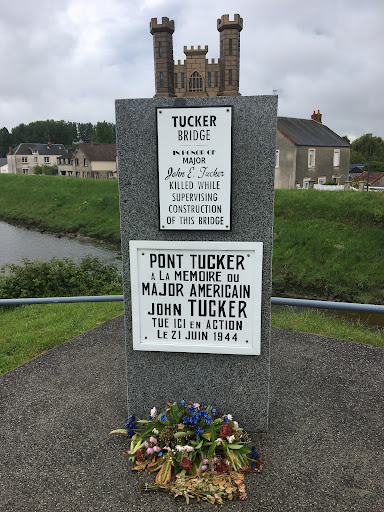 TUCKER
BRIDGE
IN HONOR OF
MAJOR
John E. Tucker
KILLED WHILE
SUPERVISING
CONSTRUCTION
OF THIS BRIDGE
PONT TUCKER
A LA MEMOIRE DU
MAJOR AMERICAIN
JOHN TUCKER
TUE ICI EN ACTION
LE 21 JUIN 1944